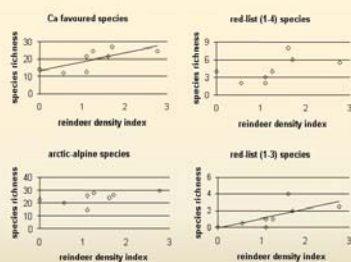 Ca favoured species
species richness
30
20
10
0
0 1 2 3
reindeer density index
red-list (1-4) species
species richness
9
6
3
0
0 1 2 3
reindeer density index
arctic-alpine species
species richness
40
30
20
10
0
0 1 2 3
reindeer density index
red-list (1-3) species
species richness
6
4
2
0
0 1 2 3
reindeer density index